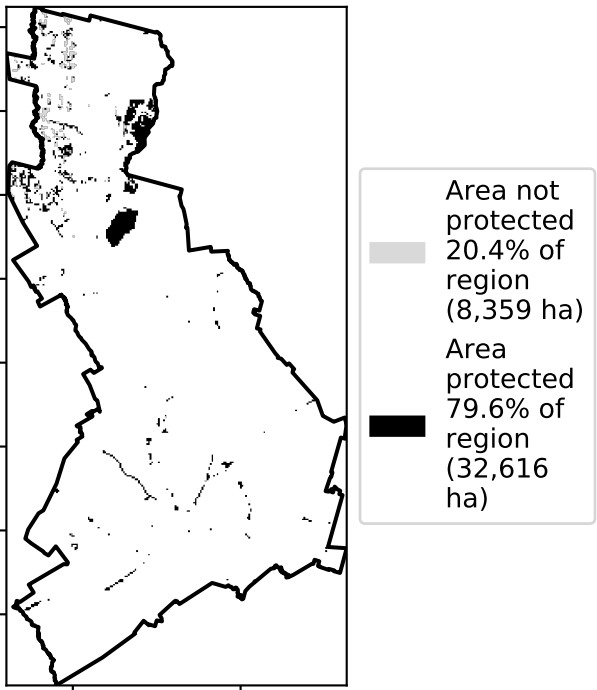 Area not
protected
20.4% of
region
(8,359 ha)
Area
protected
79.6% of
region
(32,616
ha)